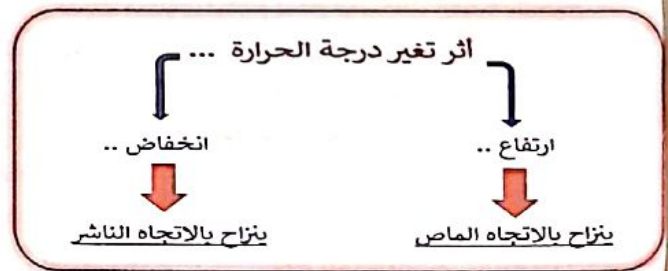 أثر تغير درجة الحرارة ...
ارتفاع ..
انخفاض ..
ينزاح بالاتجاه الماص
ينزاح بالاتجاه الناشر